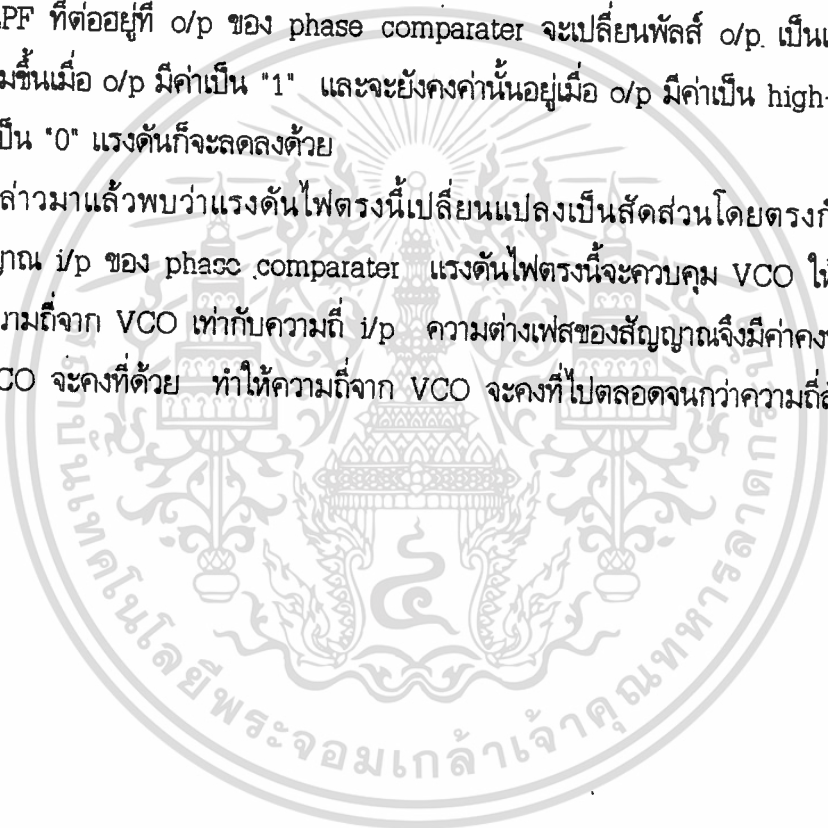 PF ที่ต่ออยู่ที่ o/p ของ phase comparater จะเปลี่ยนพัลส์ o/p. เป็น
มขึ้นเมื่อ o/p มีค่าเป็น "1" และจะยังคงค่านั้นอยู่เมื่อ o/p มีค่าเป็น high-
ป็น "0" แรงดันก็จะลดลงด้วย
ล่าวมาแล้วพบว่าแรงดันไฟตรงนี้เปลี่ยนแปลงเป็นสัดส่วนโดยตรงกั
ญาณ i/p ของ phase comparater แรงดันไฟตรงนี้จะควบคุม VCO ให้
วามถี่จาก VCO เท่ากับความถี่ i/p ความต่างเฟสของสัญญาณจึงมีค่าคง
CO จะคงที่ด้วย ทำให้ความถี่จาก VCO จะคงที่ไปตลอดจนกว่าความถี่สั
สถาบันเทคโนโลยีพระจอมเกล้าเจ้าคุณทหารลาดกระบัง